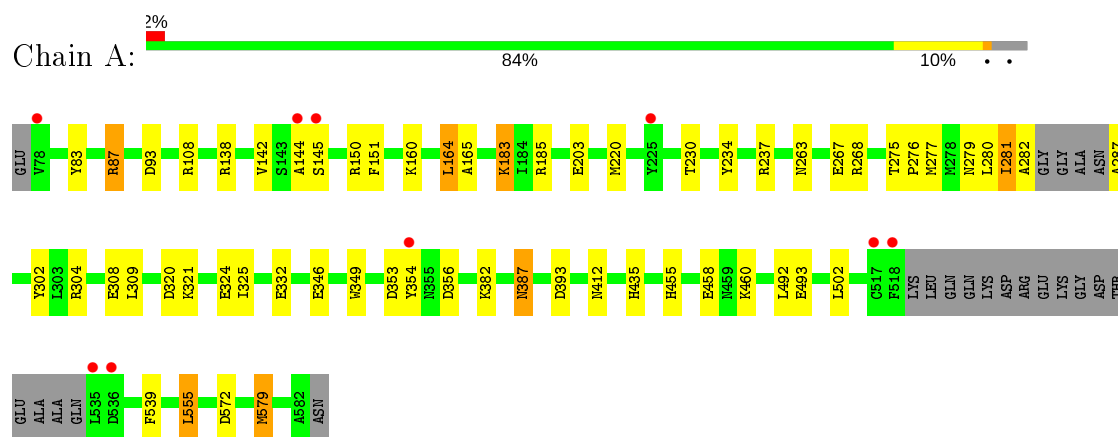 2%
Chain A:
84% 10% • •
GLU V78 Y83 R87 D93 R108 R138 V142 S143 A144 S145 R150 F151 K160 L164 A165 K183 I184 R185 E203 M220 Y225 T230 Y234 R237 N263 E267 R268 T275 P276 M277 M278 N279 L280 I281 A282 GLY GLY ALA ASN A287
Y302 L303 R304 E308 L309 D320 K321 E324 I325 E332 E346 W349 D353 Y354 N355 D356 K382 N387 D393 N412 H435 H455 E458 N459 K460 L492 E493 L502 C517 F518 LYS LEU GLN GLN LYS ASP ARG GLU LYS GLY ASP THR
GLU ALA ALA GLN L535 D536 F539 L555 D572 M579 A582 ASN